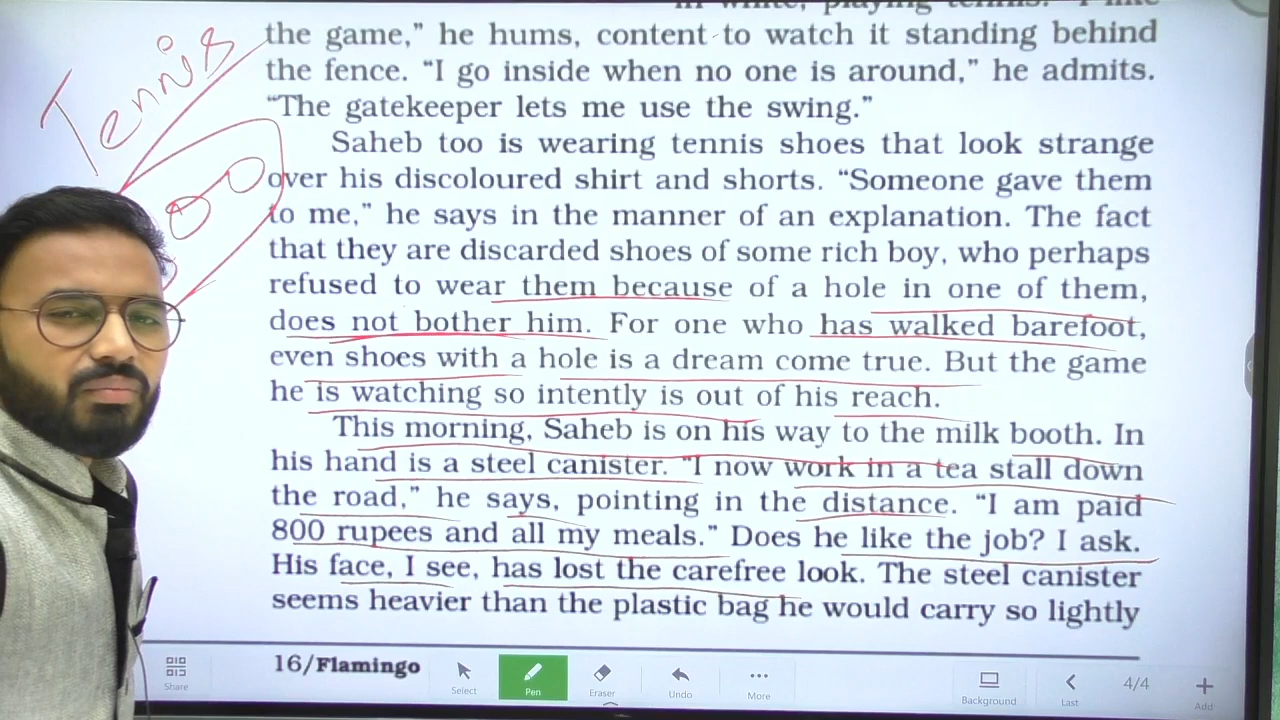 in white, playing tennis. "I like
the game," he hums, content to watch it standing behind
the fence. "I go inside when no one is around," he admits.
"The gatekeeper lets me use the swing."
Saheb too is wearing tennis shoes that look strange
over his discoloured shirt and shorts. "Someone gave them
to me," he says in the manner of an explanation. The fact
that they are discarded shoes of some rich boy, who perhaps
refused to wear them because of a hole in one of them,
does not bother him. For one who has walked barefoot,
even shoes with a hole is a dream come true. But the game
he is watching so intently is out of his reach.
This morning, Saheb is on his way to the milk booth. In
his hand is a steel canister. "I now work in a tea stall down
the road," he says, pointing in the distance. "I am paid
800 rupees and all my meals." Does he like the job? I ask.
His face, I see, has lost the carefree look. The steel canister
seems heavier than the plastic bag he would carry so lightly
16/Flamingo
Tennis
Share
Select
Pen
Eraser
Undo
More
Background
Last
4/4
Add